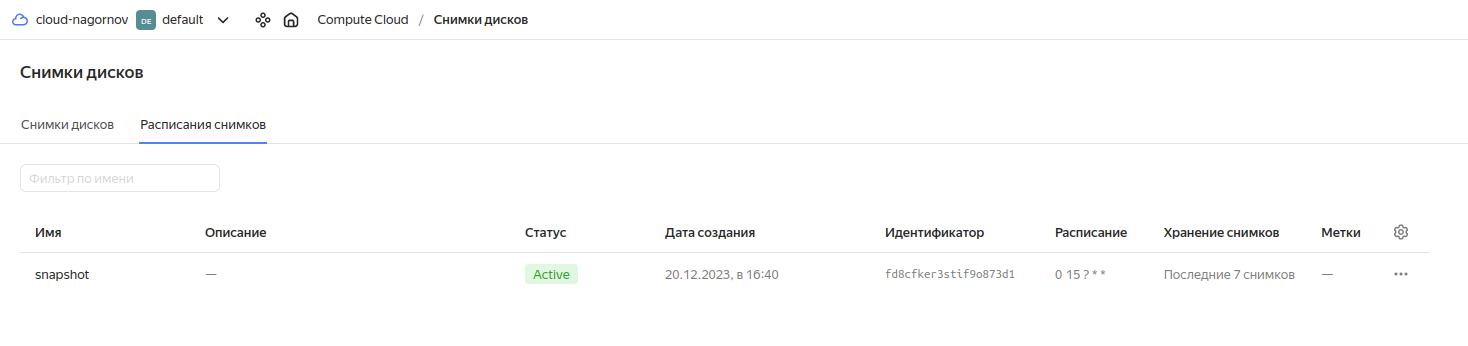 cloud-nagornov DE default Compute Cloud / Снимки дисков
Снимки дисков
Снимки дисков Расписания снимков
Фильтр по имени
Имя Описание Статус Дата создания Идентификатор Расписание Хранение снимков Метки
snapshot — Active 20.12.2023, в 16:40 fd8cfker3stif9o873d1 0 15 ? * * Последние 7 снимков —